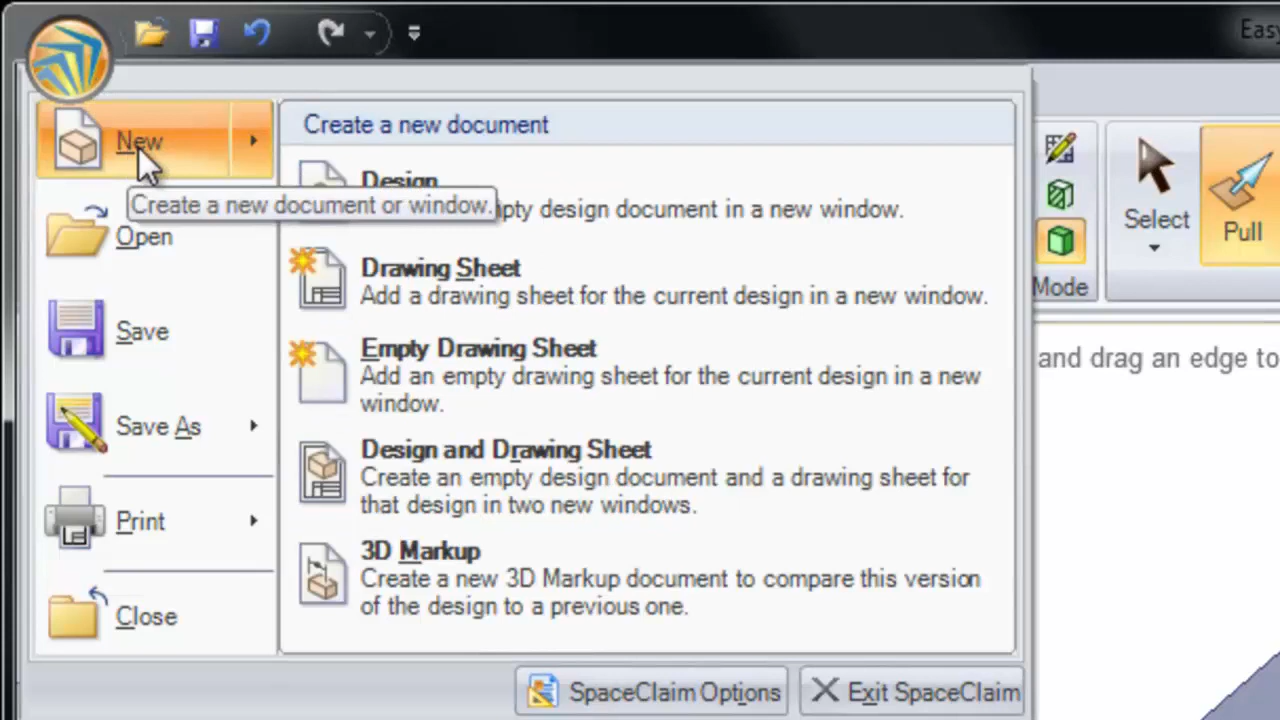 Easy
New
Create a new document
Design
Create a new document or window.
pty design document in a new window.
Open
Drawing Sheet
Add a drawing sheet for the current design in a new window.
Save
Empty Drawing Sheet
Add an empty drawing sheet for the current design in a new
window.
Save As
Design and Drawing Sheet
Create an empty design document and a drawing sheet for
that design in two new windows.
Print
3D Markup
Create a new 3D Markup document to compare this version
of the design to a previous one.
Close
SpaceClaim Options
Exit SpaceClaim
Select
Pull
Mode
and drag an edge to